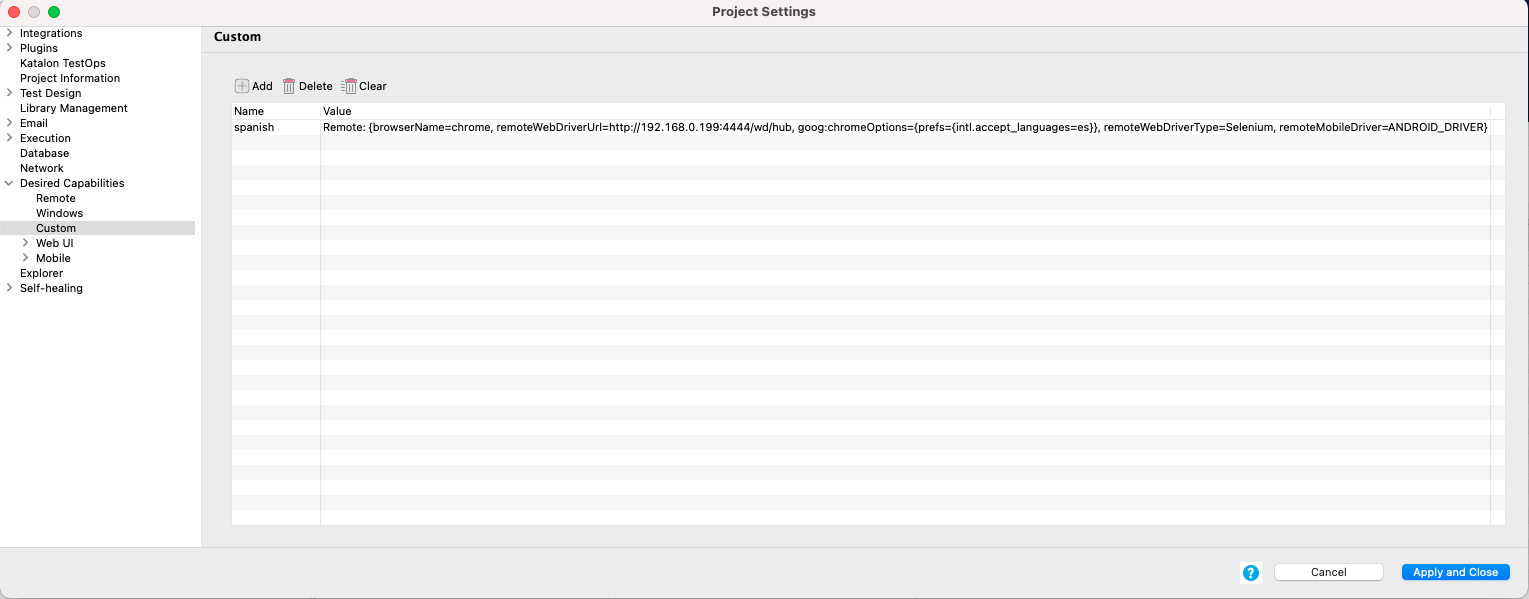 Project Settings
Integrations
Plugins
Katalon TestOps
Project Information
Test Design
Library Management
Email
Execution
Database
Network
Desired Capabilities
Remote
Windows
Custom
Web UI
Mobile
Explorer
Self-healing
Custom
Add Delete Clear
Name Value
spanish Remote: {browserName=chrome, remoteWebDriverUrl=http://192.168.0.199:4444/wd/hub, goog:chromeOptions={prefs={intl.accept_languages=es}}, remoteWebDriverType=Selenium, remoteMobileDriver=ANDROID_DRIVER}
? Cancel Apply and Close